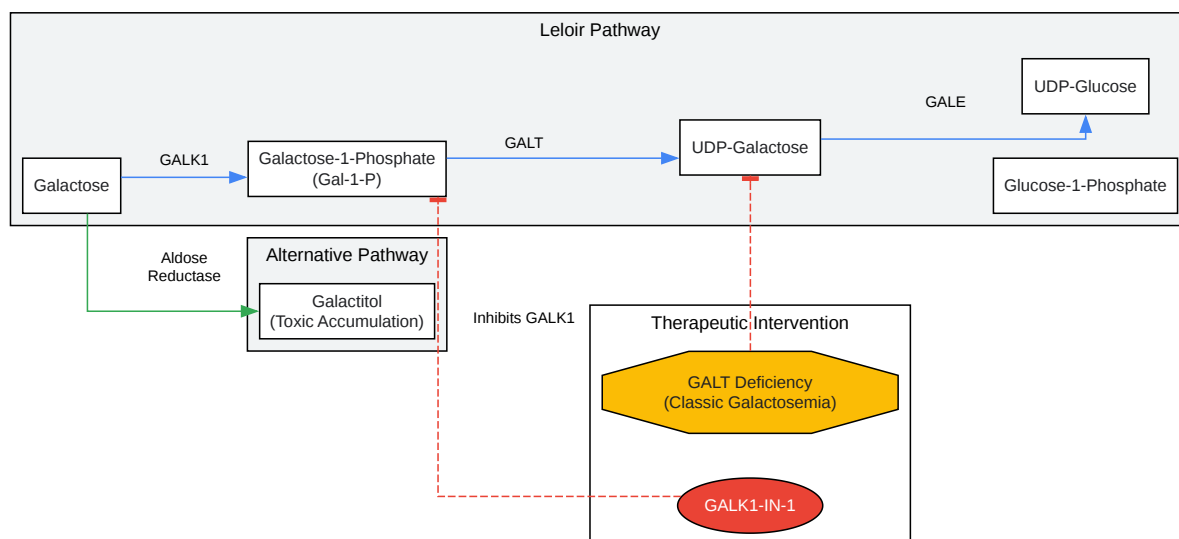 Leloir Pathway
UDP-Glucose
GALE
GALT
UDP-Galactose
GALK1
Galactose-1-Phosphate
(Gal-1-P)
Galactose
Glucose-1-Phosphate
Aldose
Reductase
Alternative Pathway
Galactitol
(Toxic Accumulation)
Inhibits GALK1
Therapeutic Intervention
GALT Deficiency
(Classic Galactosemia)
GALK1-IN-1